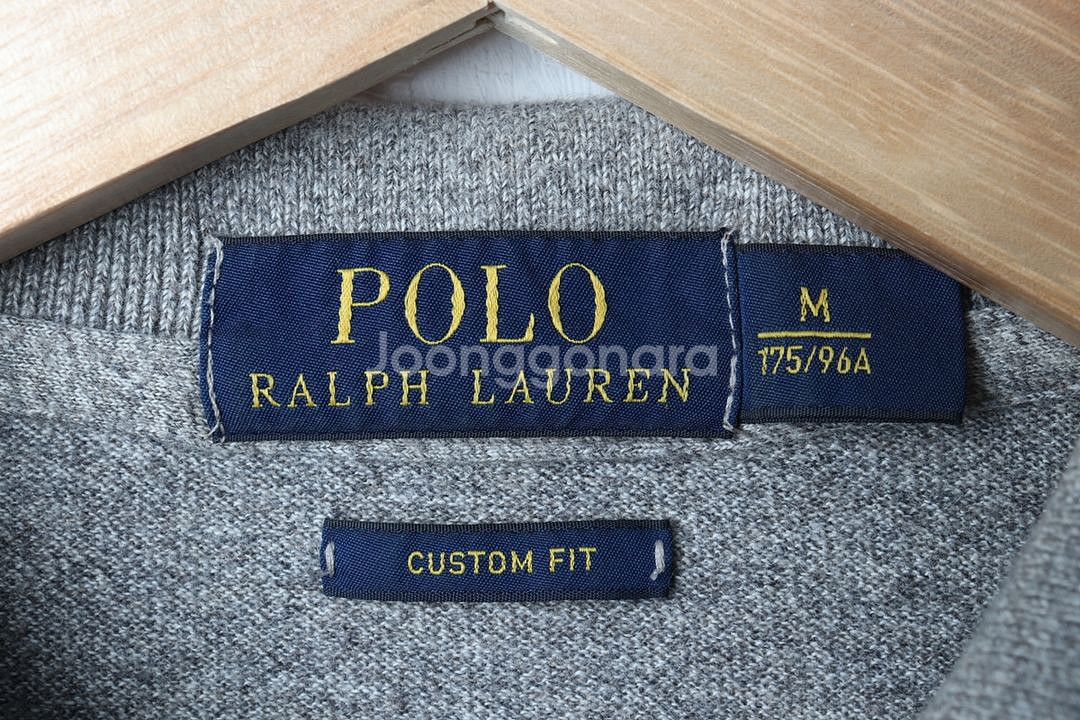 POLO
RALPH LAUREN
M
175/96A
Joonggonara
CUSTOM FIT